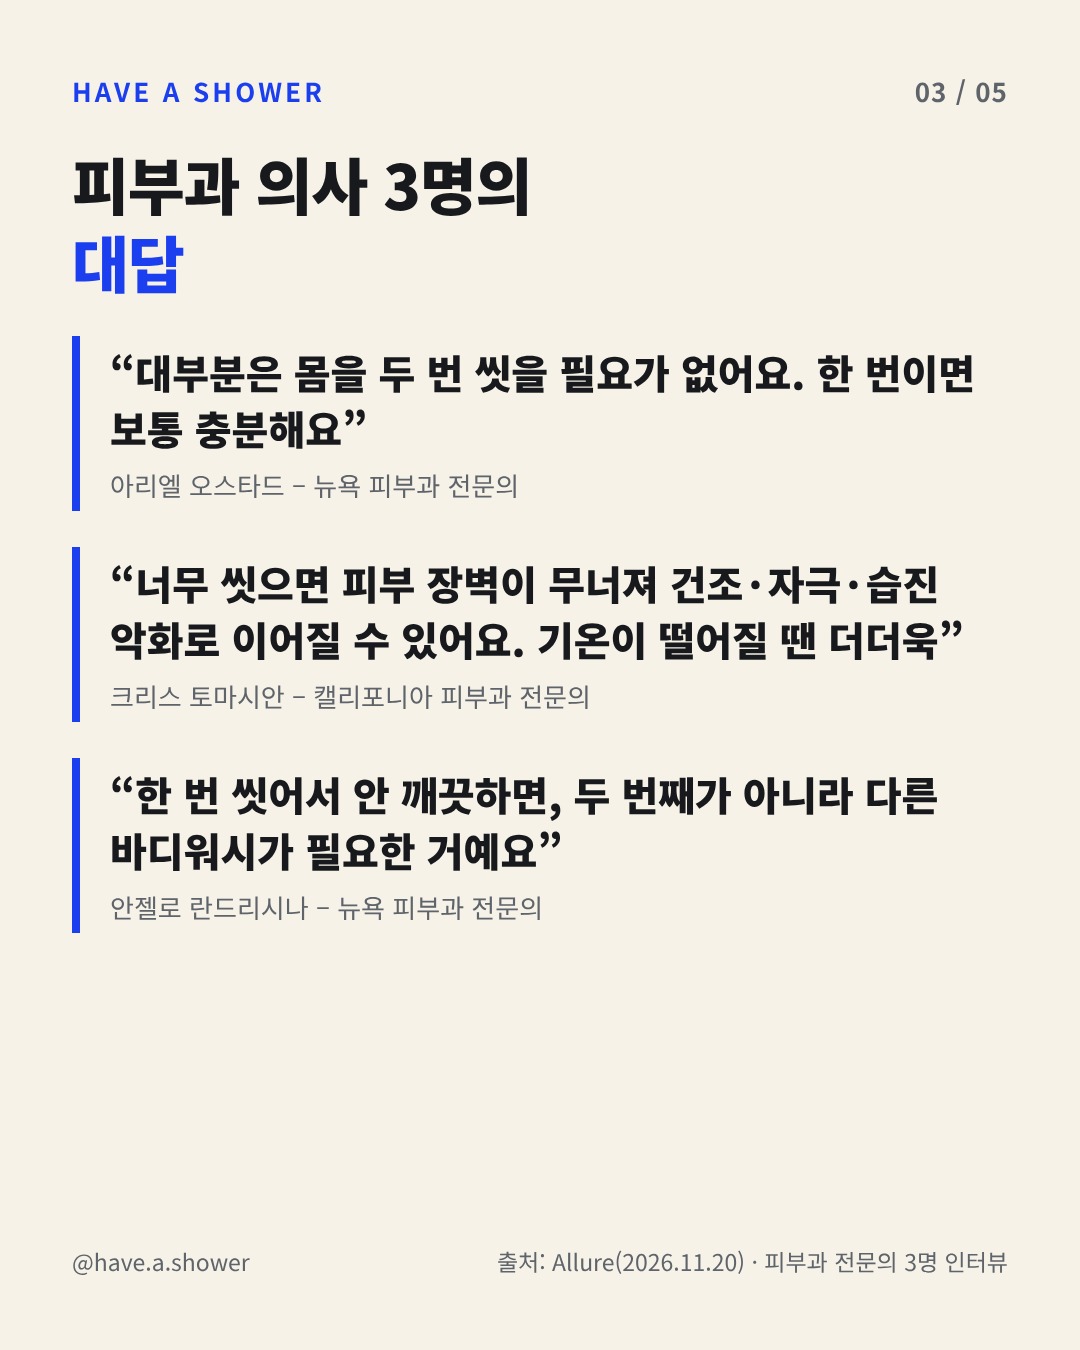 HAVE A SHOWER
03 / 05
피부과 의사 3명의
대답
“대부분은 몸을 두 번 씻을 필요가 없어요. 한 번이면
보통 충분해요”
아리엘 오스타드 – 뉴욕 피부과 전문의
“너무 씻으면 피부 장벽이 무너져 건조·자극·습진
악화로 이어질 수 있어요. 기온이 떨어질 땐 더더욱”
크리스 토마시안 – 캘리포니아 피부과 전문의
“한 번 씻어서 안 깨끗하면, 두 번째가 아니라 다른
바디워시가 필요한 거예요”
안젤로 란드리시나 – 뉴욕 피부과 전문의
@have.a.shower
출처: Allure(2026.11.20) · 피부과 전문의 3명 인터뷰